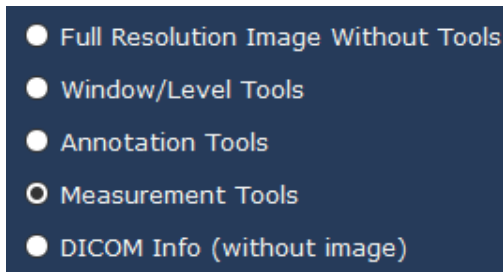 Full Resolution Image Without Tools
Window/Level Tools
Annotation Tools
Measurement Tools
DICOM Info (without image)